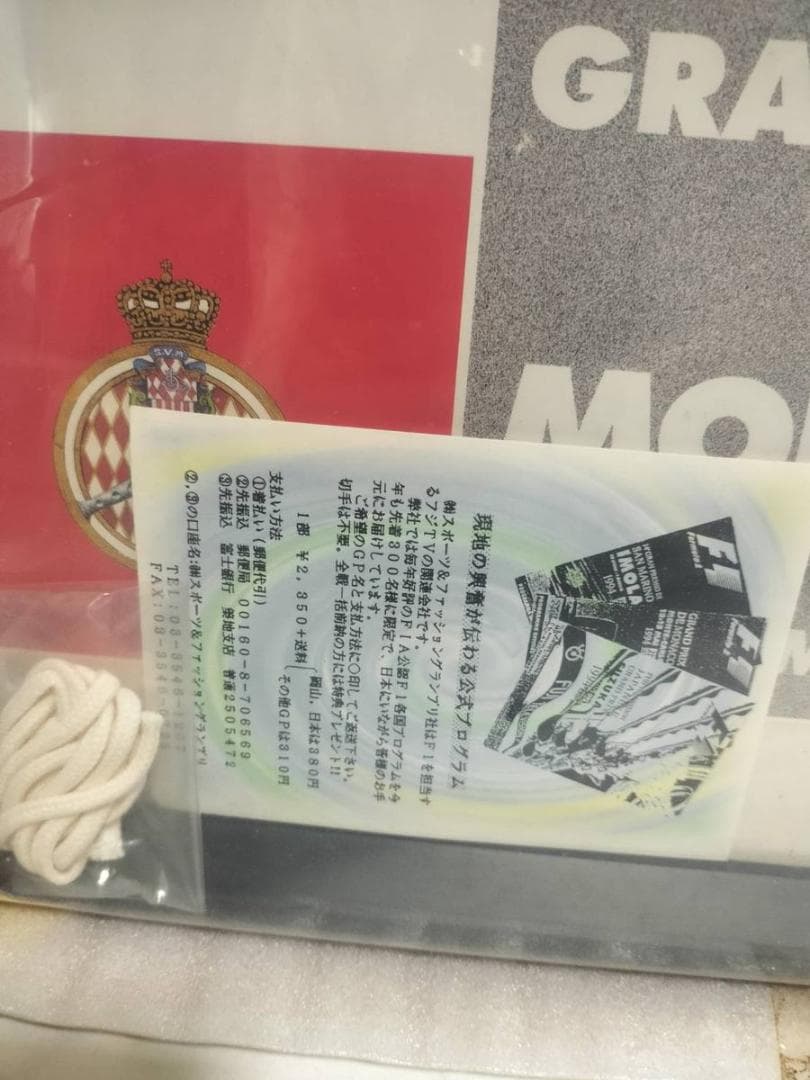 GRA
MO
S.V.M
F1
FORMULA 1
SAN MARINO
IMOLA
1994
F1
GRAND PRIX
DE MONACO
FUJI
SUZUKA
現地の興奮が伝わる公式プログラム
㈱スポーツ&ファッショングランプリ社はF1を担当す
るフジTVの関連会社です。
弊社では毎年好評のFIA公認F1各国プログラムを今
年も先着300名様に限定で、日本にいながら皆様のお手
元にお届けしています。
ご希望のGP名と支払方法に○印してご返送下さい。
切手は不要。全戦一括前納の方には特典プレゼント!!
1部 ¥2,850+送料
岡山，日本は380円
その他GPは310円
支払い方法
①着払い(郵便代引)
②先振込 郵便局 00160-8-706569
③先振込 富士銀行 築地支店 普通2505472
②,③の口座名:㈱スポーツ&ファッショングランプリ
TEL:03-3545-
FAX:03-3546-